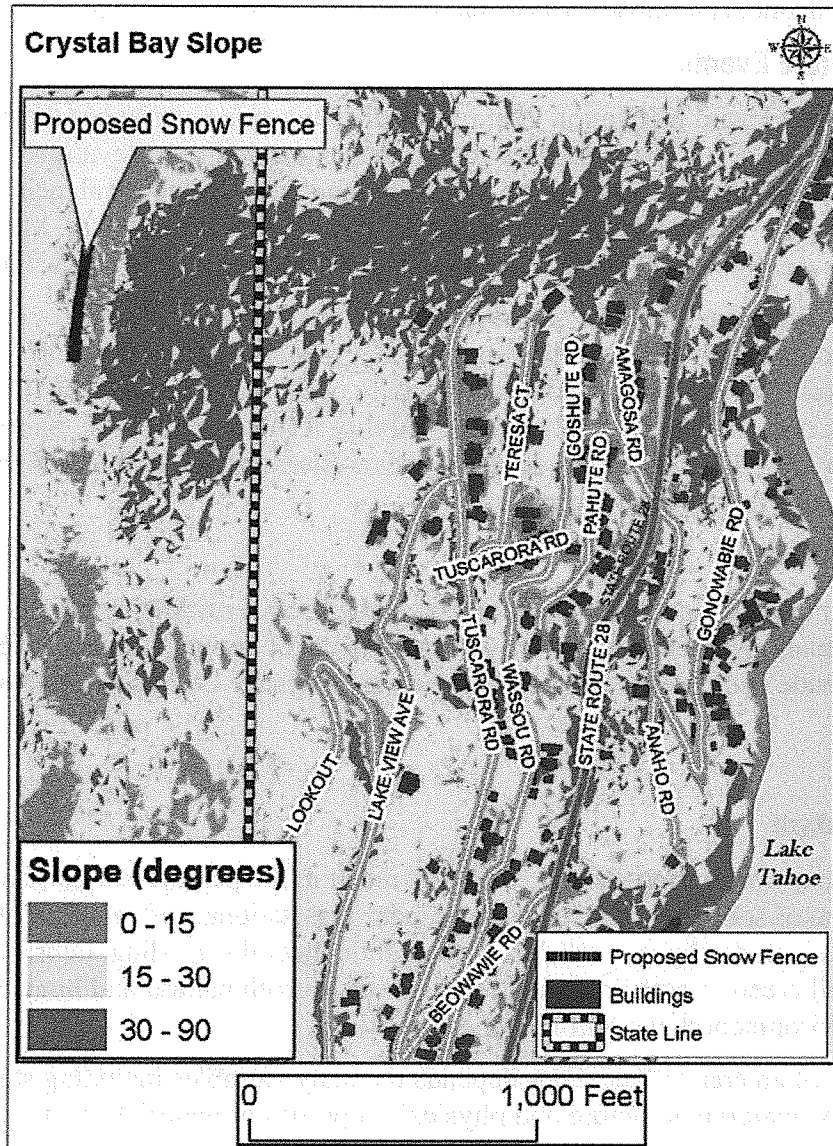 Crystal Bay Slope
N
W
E
S
Proposed Snow Fence
TERESA CT
GOSHUTE RD
AMAGOSA RD
PAHUTE RD
STATE ROUTE 28
GONOWABIE RD
TUSCARORA RD
TUSCARORA RD
WASSOU RD
STATE ROUTE 28
ANAHO RD
LOOKOUT
LAKE VIEW AVE
BEOWAWIE RD
Lake
Tahoe
Slope (degrees)
0 - 15
15 - 30
30 - 90
Proposed Snow Fence
Buildings
State Line
0
1,000 Feet